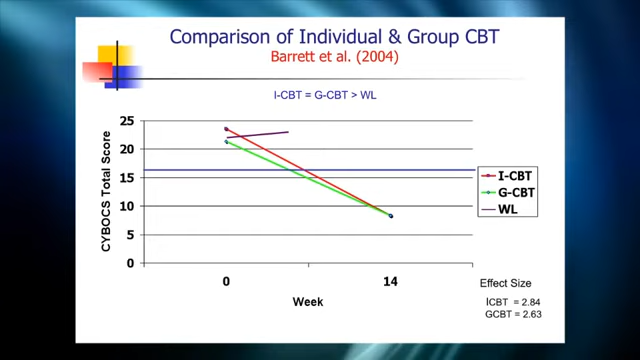 Comparison of Individual & Group CBT
Barrett et al. (2004)
I-CBT = G-CBT > WL
CYBOCS Total Score
25
20
15
10
5
0
0
14
Week
I-CBT
G-CBT
WL
Effect Size
ICBT = 2.84
GCBT = 2.63